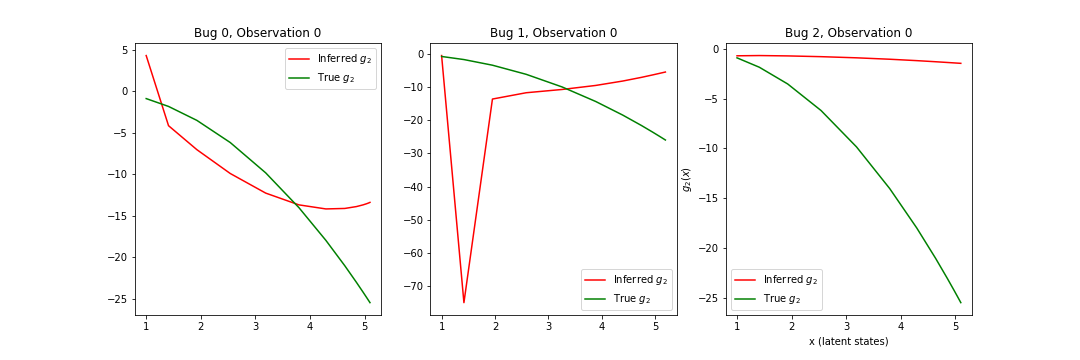 Bug 0, Observation 0
5
0
−5
−10
−15
−20
−25
1 2 3 4 5
Inferred g₂
True g₂
Bug 1, Observation 0
0
−10
−20
−30
−40
−50
−60
−70
1 2 3 4 5
Inferred g₂
True g₂
Bug 2, Observation 0
g₂(x)
0
−5
−10
−15
−20
−25
1 2 3 4 5
x (latent states)
Inferred g₂
True g₂